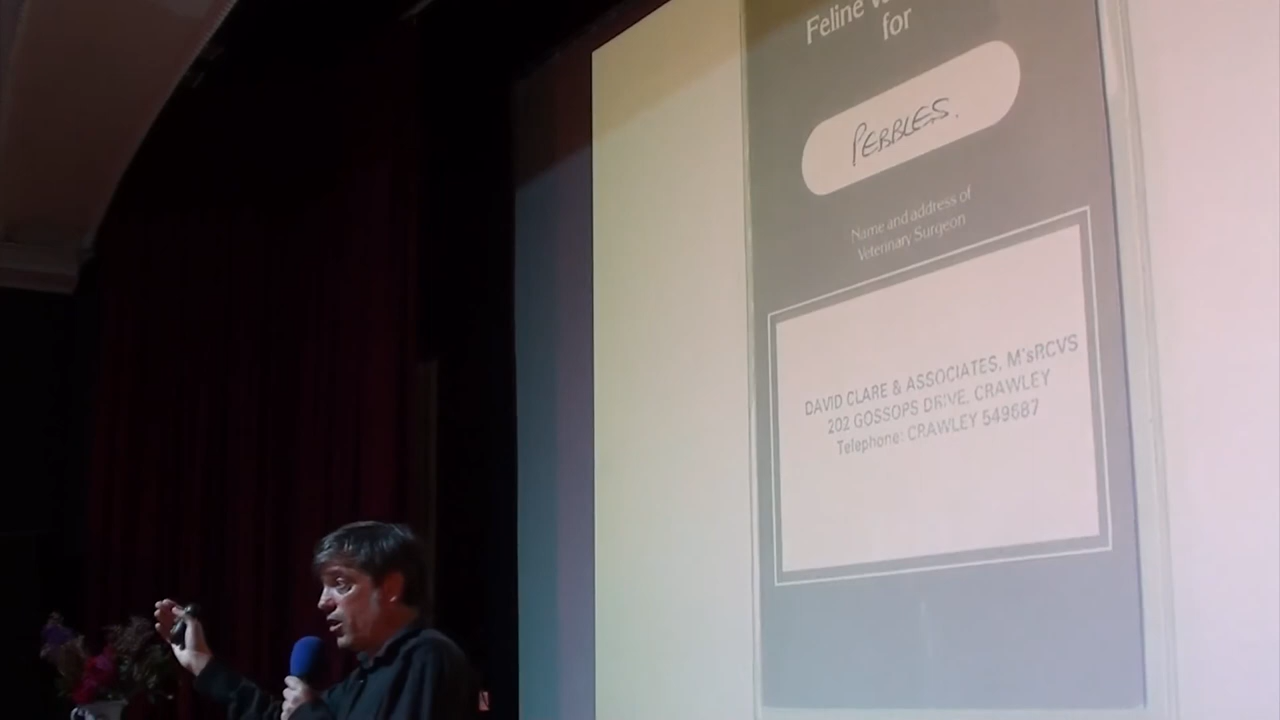 Feline
for
PEBBLES.
Name and address of
Veterinary Surgeon
DAVID CLARE & ASSOCIATES, M'sRCVS
202 GOSSOPS DRIVE, CRAWLEY
Telephone: CRAWLEY 549687